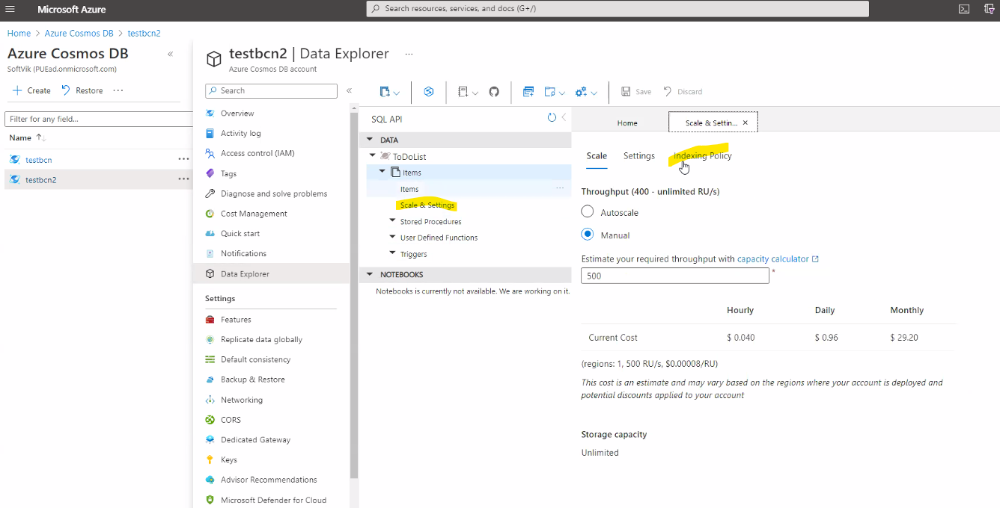 Microsoft Azure
Search resources, services, and docs (G+/)
Home > Azure Cosmos DB > testbcn2
Azure Cosmos DB
SoftVik (PUEad.onmicrosoft.com)
Create
Restore
Filter for any field...
Name
testbcn
testbcn2
testbcn2 | Data Explorer
Azure Cosmos DB account
Search
Overview
Activity log
Access control (IAM)
Tags
Diagnose and solve problems
Cost Management
Quick start
Notifications
Data Explorer
Settings
Features
Replicate data globally
Default consistency
Backup & Restore
Networking
CORS
Dedicated Gateway
Keys
Advisor Recommendations
Microsoft Defender for Cloud
Save
Discard
SQL API
DATA
ToDoList
Items
Items
Scale & Settings
Stored Procedures
User Defined Functions
Triggers
NOTEBOOKS
Notebooks is currently not available. We are working on it.
Home
Scale & Settin...
Scale
Settings
Indexing Policy
Throughput (400 - unlimited RU/s)
Autoscale
Manual
Estimate your required throughput with capacity calculator
500 *
Hourly Daily Monthly
Current Cost $ 0.040 $ 0.96 $ 29.20
(regions: 1, 500 RU/s, $0.00008/RU)
This cost is an estimate and may vary based on the regions where your account is deployed and
potential discounts applied to your account
Storage capacity
Unlimited